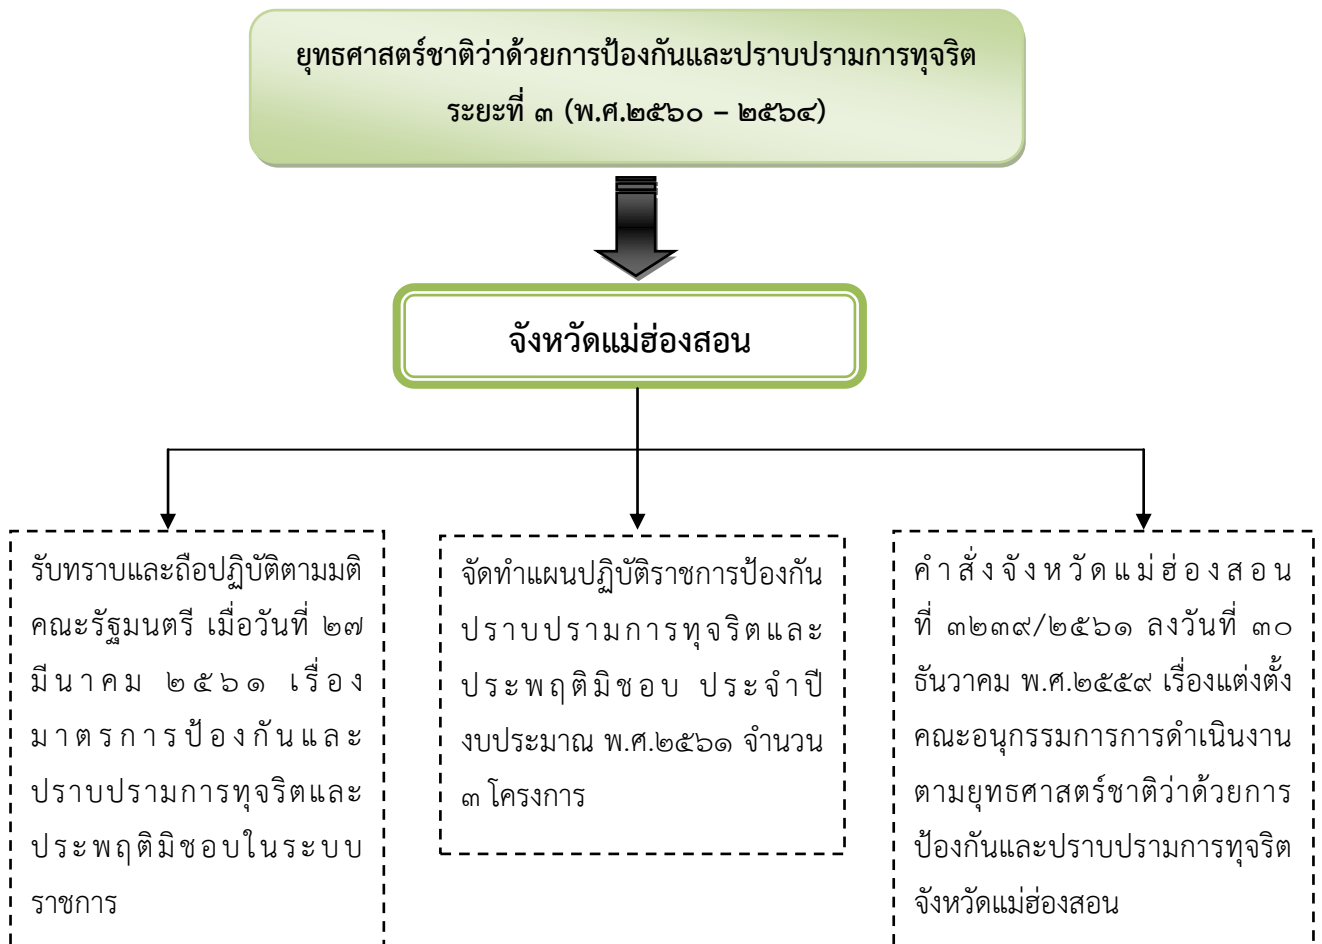 ยุทธศาสตร์ชาติว่าด้วยการป้องกันและปราบปรามการทุจริต
ระยะที่ ๓ (พ.ศ.๒๕๖๐ – ๒๕๖๔)
จังหวัดแม่ฮ่องสอน
รับทราบและถือปฏิบัติตามมติ
คณะรัฐมนตรี เมื่อวันที่ ๒๗
มีนาคม ๒๕๖๑ เรื่อง
มาตรการป้องกันและ
ปราบปรามการทุจริตและ
ประพฤติมิชอบในระบบ
ราชการ
จัดทำแผนปฏิบัติราชการป้องกัน
ปราบปรามการทุจริตและ
ประพฤติมิชอบ ประจำปี
งบประมาณ พ.ศ.๒๕๖๑ จำนวน
๓ โครงการ
คำสั่งจังหวัดแม่ฮ่องสอน
ที่ ๓๒๓๙/๒๕๖๑ ลงวันที่ ๓๐
ธันวาคม พ.ศ.๒๕๕๙ เรื่องแต่งตั้ง
คณะอนุกรรมการการดำเนินงาน
ตามยุทธศาสตร์ชาติว่าด้วยการ
ป้องกันและปราบปรามการทุจริต
จังหวัดแม่ฮ่องสอน